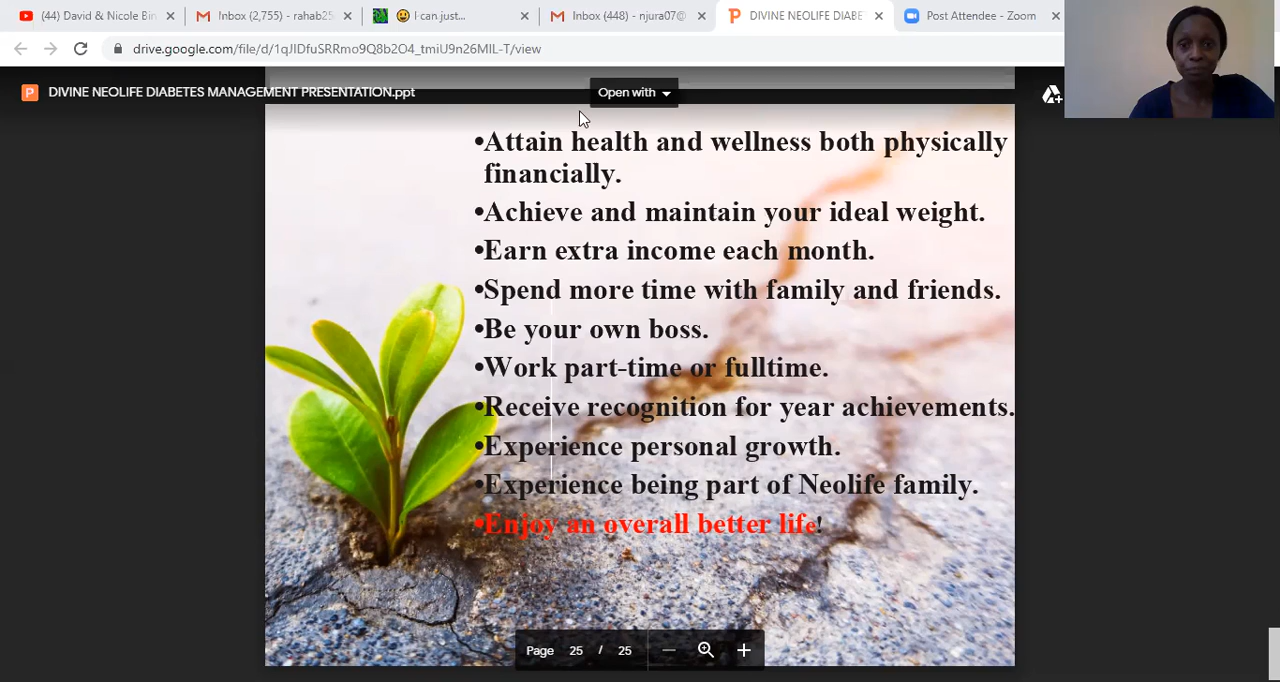 (44) David & Nicole Bin
Inbox (2,755) - rahab25
I can just...
Inbox (448) - njura07@
DIVINE NEOLIFE DIABE
Post Attendee - Zoom
drive.google.com/file/d/1qJIDfuSRRmo9Q8b2O4_tmiU9n26MIL-T/view
DIVINE NEOLIFE DIABETES MANAGEMENT PRESENTATION.ppt
Open with
•Attain health and wellness both physically
financially.
•Achieve and maintain your ideal weight.
•Earn extra income each month.
•Spend more time with family and friends.
•Be your own boss.
•Work part-time or fulltime.
•Receive recognition for year achievements.
•Experience personal growth.
•Experience being part of Neolife family.
•Enjoy an overall better life!
Page 25 / 25